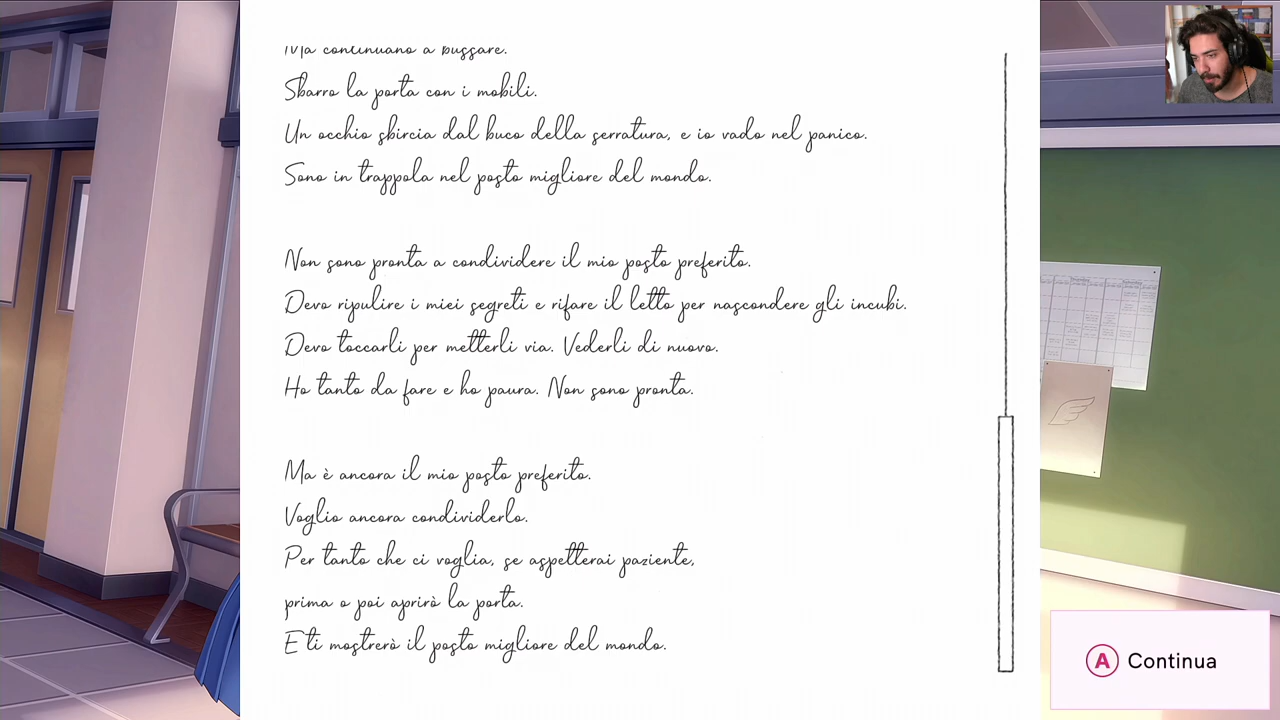 Ma continuano a bussare.
Sbarro la porta con i mobili.
Un occhio sbircia dal buco della serratura, e io vado nel panico.
Sono in trappola nel posto migliore del mondo.
Non sono pronta a condividere il mio posto preferito.
Devo ripulire i miei segreti e rifare il letto per nascondere gli incubi.
Devo toccarli per metterli via. Vederli di nuovo.
Ho tanto da fare e ho paura. Non sono pronta.
Ma è ancora il mio posto preferito.
Voglio ancora condividerlo.
Per tanto che ci voglia, se aspetterai paziente,
prima o poi aprirò la porta.
E ti mostrerò il posto migliore del mondo.
A Continua